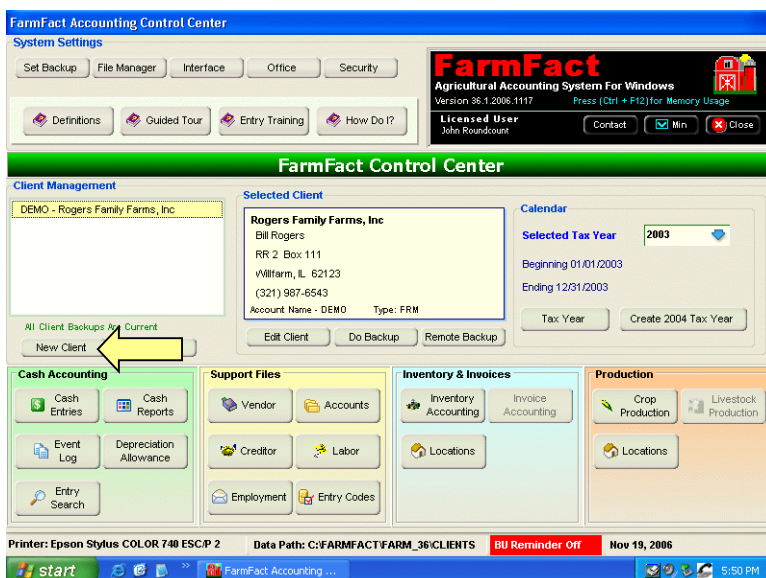 FarmFact Accounting Control Center
System Settings
Set Backup File Manager Interface Office Security
Definitions Guided Tour Entry Training How Do I?
FarmFact
Agricultural Accounting System For Windows
Version 36.1.2006.1117 Press (Ctrl + F12) for Memory Usage
Licensed User
John Roundcount
Contact Min Close
FarmFact Control Center
Client Management
DEMO - Rogers Family Farms, Inc
All Client Backups Are Current
New Client
Selected Client
Rogers Family Farms, Inc
Bill Rogers
RR 2 Box 111
Willfarm, IL 62123
(321) 987-6543
Account Name - DEMO Type: FRM
Edit Client Do Backup Remote Backup
Calendar
Selected Tax Year 2003
Beginning 01/01/2003
Ending 12/31/2003
Tax Year Create 2004 Tax Year
Cash Accounting
Cash Entries
Cash Reports
Event Log
Depreciation Allowance
Entry Search
Support Files
Vendor Accounts
Creditor Labor
Employment Entry Codes
Inventory & Invoices
Inventory Accounting
Invoice Accounting
Locations
Production
Crop Production
Livestock Production
Locations
Printer: Epson Stylus COLOR 740 ESC/P 2 Data Path: C:\FARMFACT\FARM_36\CLIENTS BU Reminder Off Nov 19, 2006
start » FarmFact Accounting ... 5:50 PM